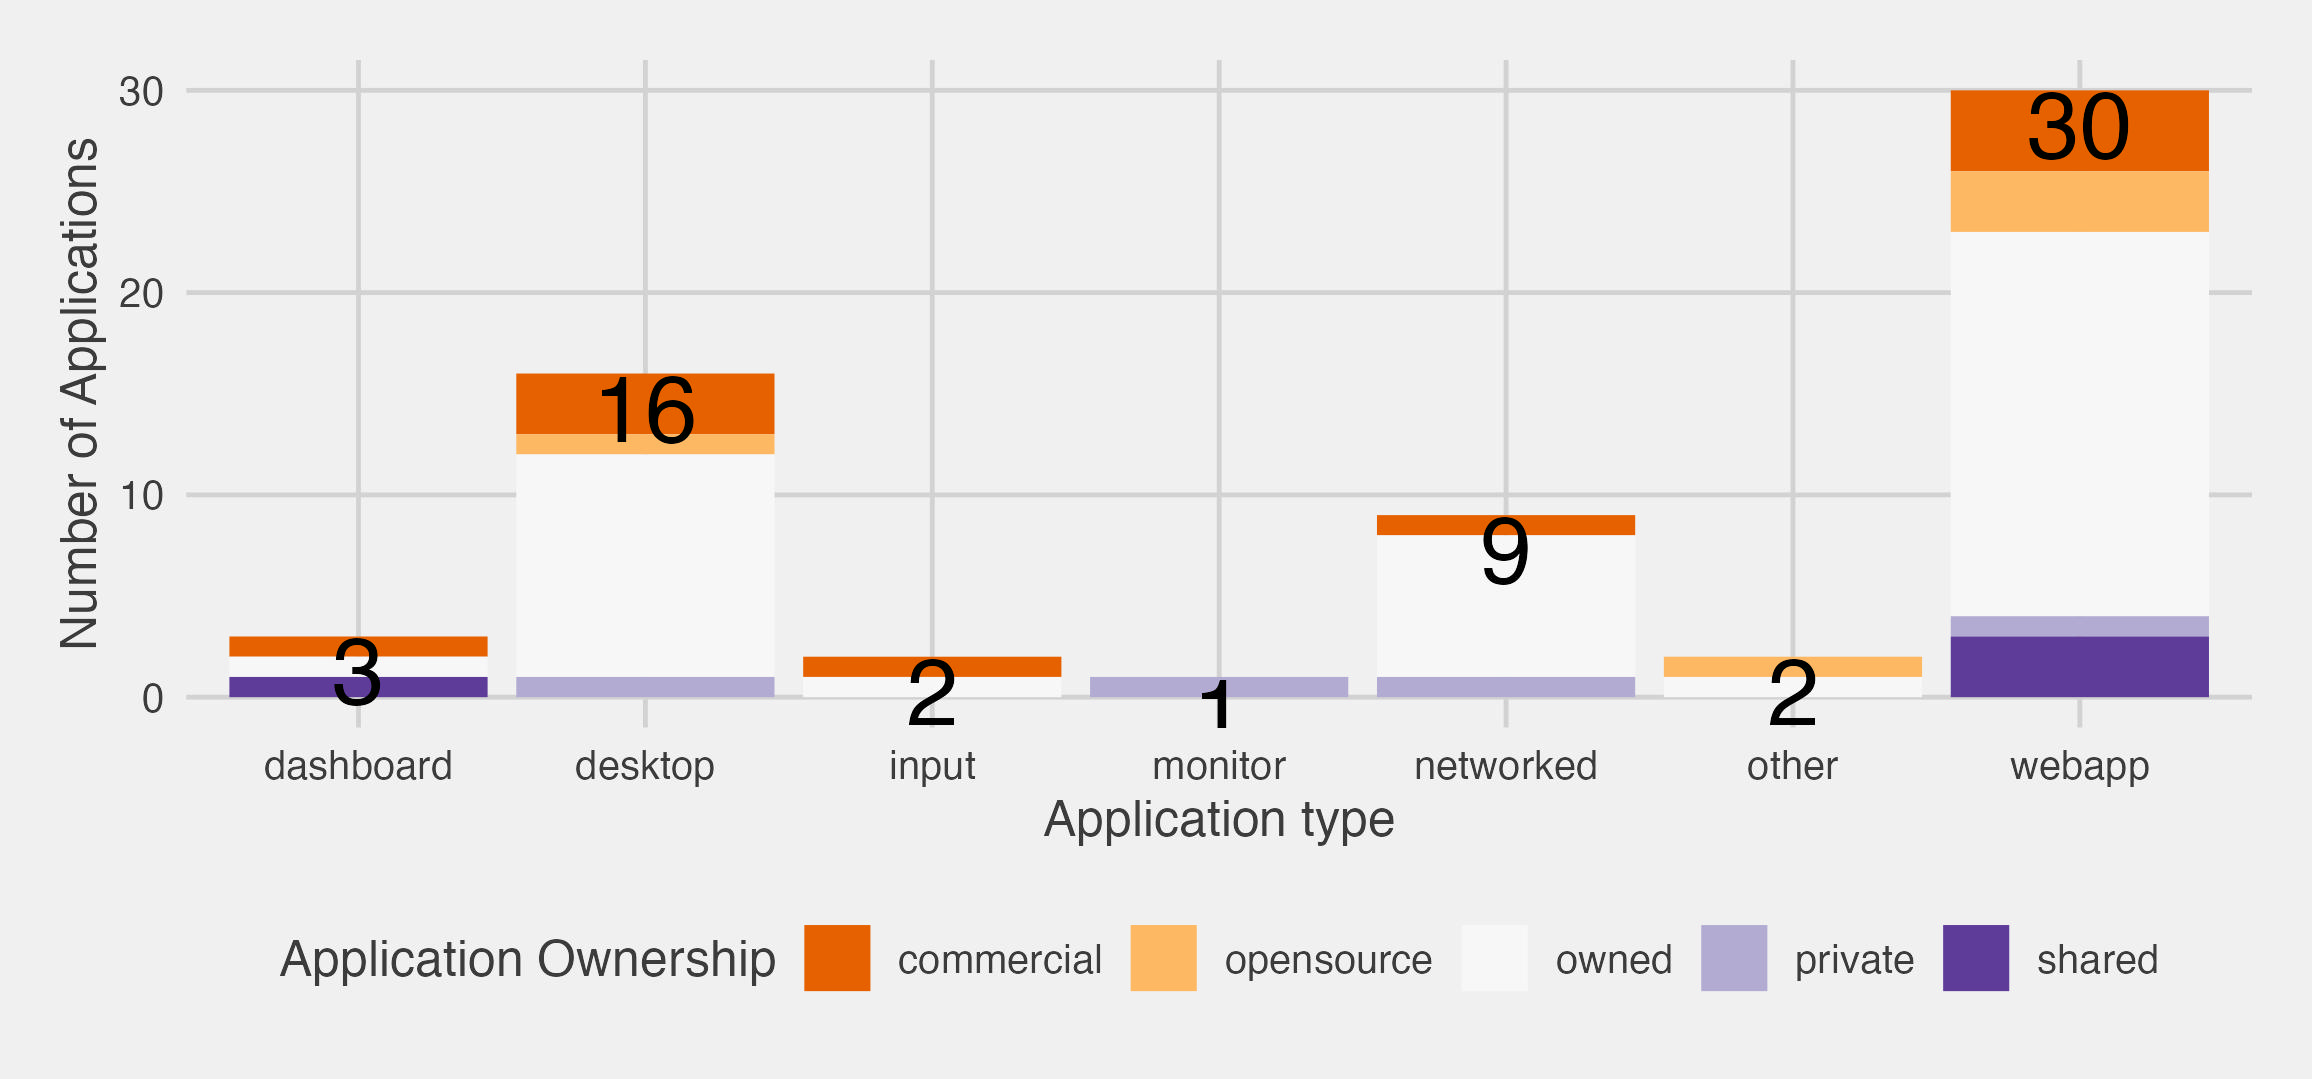 Number of Applications
30
20
10
0
3
16
2
1
9
2
30
dashboard desktop input monitor networked other webapp
Application type
Application Ownership commercial opensource owned private shared